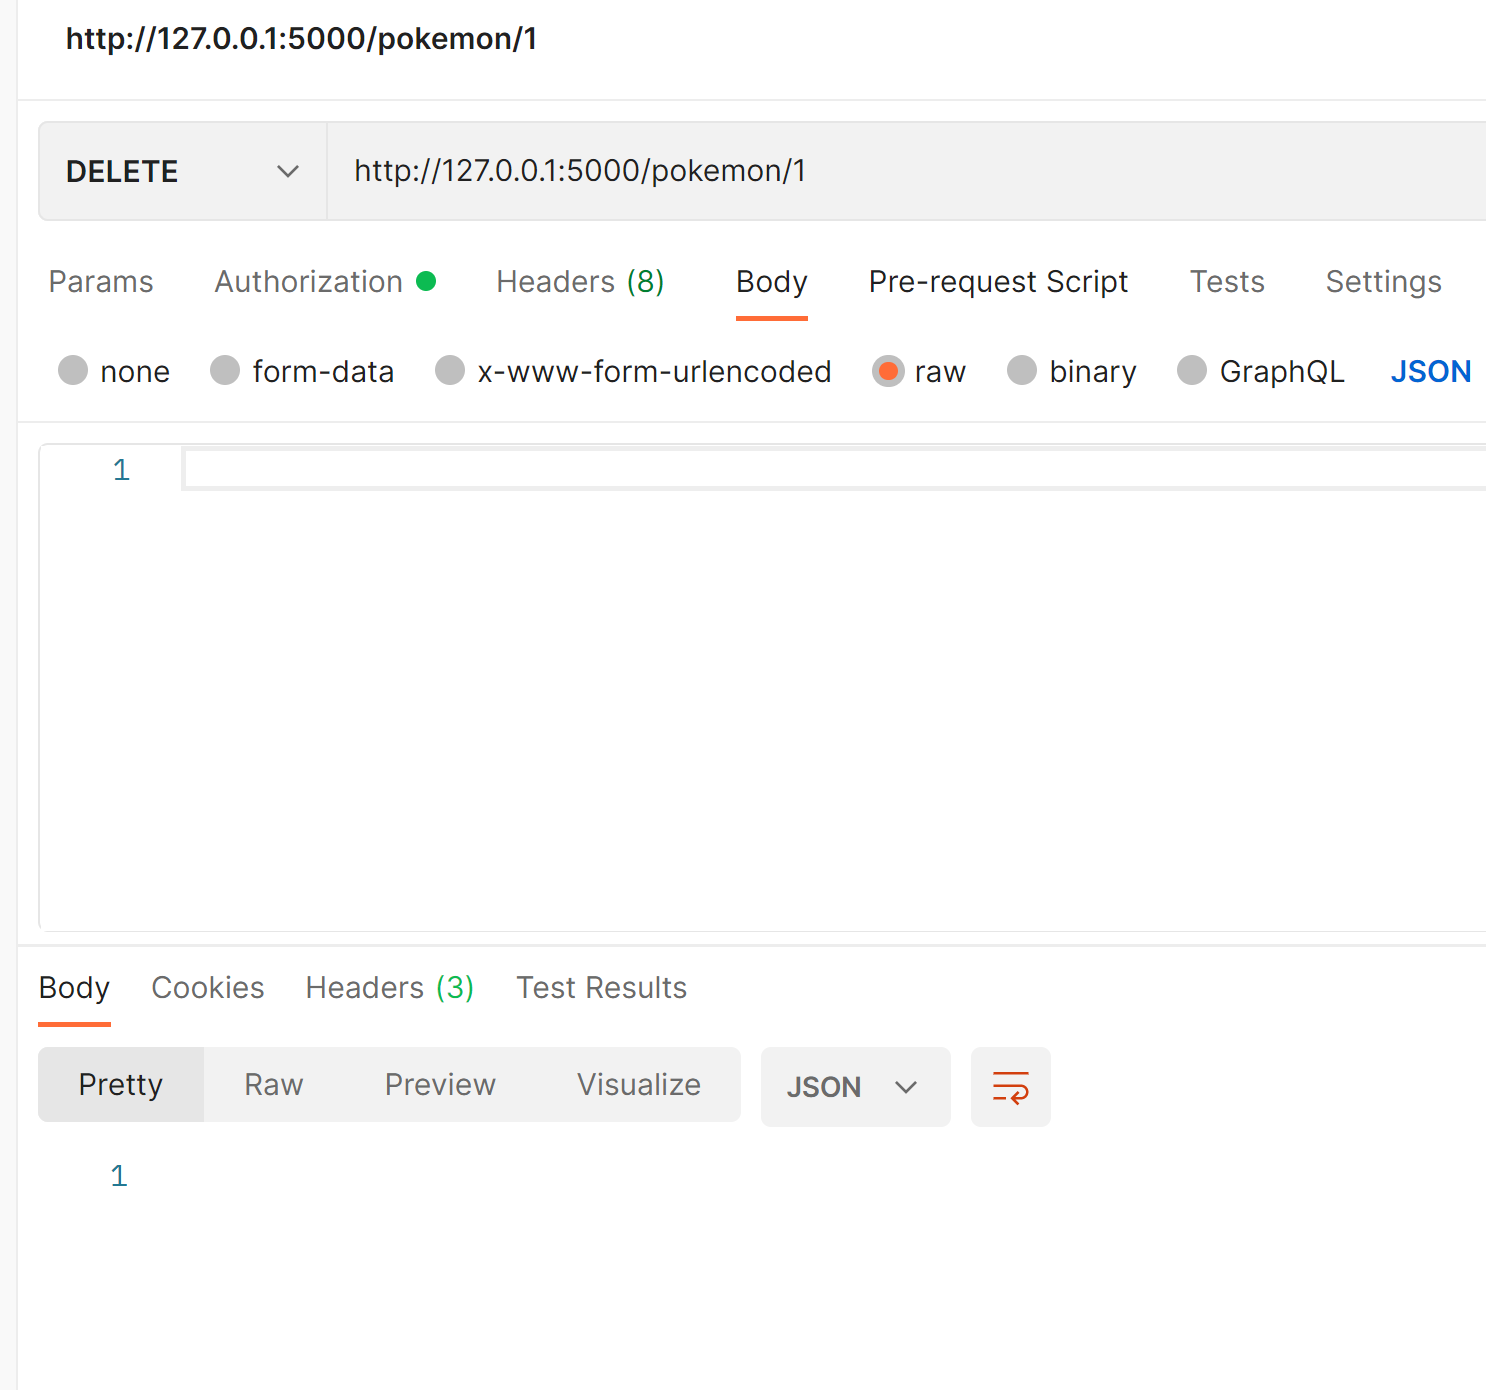 http://127.0.0.1:5000/pokemon/1
DELETE http://127.0.0.1:5000/pokemon/1
Params Authorization Headers (8) Body Pre-request Script Tests Settings
none form-data x-www-form-urlencoded raw binary GraphQL JSON
1
Body Cookies Headers (3) Test Results
Pretty Raw Preview Visualize JSON
1